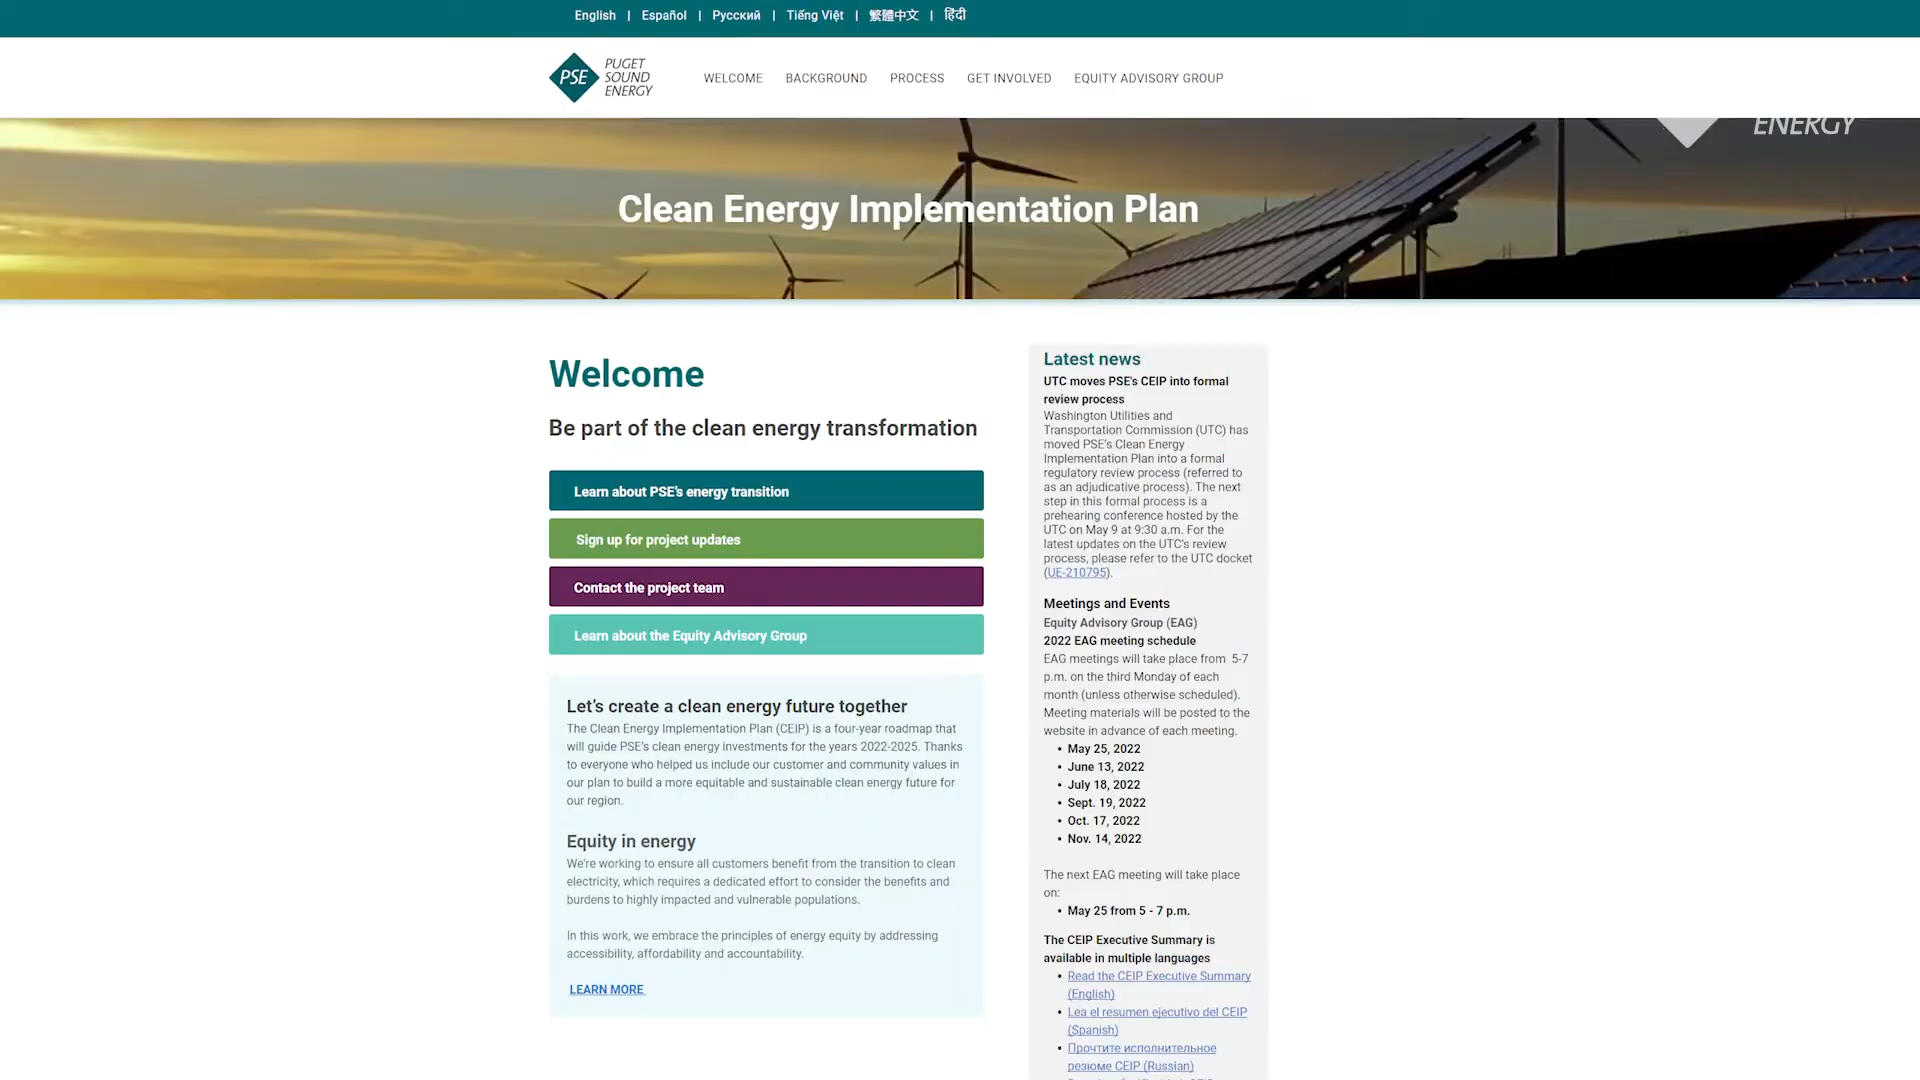 English | Español | Русский | Tiếng Việt | 繁體中文 | हिंदी
PSE PUGET
SOUND
ENERGY
WELCOME BACKGROUND PROCESS GET INVOLVED EQUITY ADVISORY GROUP
ENERGY
Clean Energy Implementation Plan
Welcome
Be part of the clean energy transformation
Learn about PSE's energy transition
Sign up for project updates
Contact the project team
Learn about the Equity Advisory Group
Let's create a clean energy future together
The Clean Energy Implementation Plan (CEIP) is a four-year roadmap that
will guide PSE's clean energy investments for the years 2022-2025. Thanks
to everyone who helped us include our customer and community values in
our plan to build a more equitable and sustainable clean energy future for
our region.
Equity in energy
We're working to ensure all customers benefit from the transition to clean
electricity, which requires a dedicated effort to consider the benefits and
burdens to highly impacted and vulnerable populations.
In this work, we embrace the principles of energy equity by addressing
accessibility, affordability and accountability.
LEARN MORE
Latest news
UTC moves PSE's CEIP into formal
review process
Washington Utilities and
Transportation Commission (UTC) has
moved PSE's Clean Energy
Implementation Plan into a formal
regulatory review process (referred to
as an adjudicative process). The next
step in this formal process is a
prehearing conference hosted by the
UTC on May 9 at 9:30 a.m. For the
latest updates on the UTC's review
process, please refer to the UTC docket
(UE-210795).
Meetings and Events
Equity Advisory Group (EAG)
2022 EAG meeting schedule
EAG meetings will take place from 5-7
p.m. on the third Monday of each
month (unless otherwise scheduled).
Meeting materials will be posted to the
website in advance of each meeting.
• May 25, 2022
• June 13, 2022
• July 18, 2022
• Sept. 19, 2022
• Oct. 17, 2022
• Nov. 14, 2022
The next EAG meeting will take place
on:
• May 25 from 5 - 7 p.m.
The CEIP Executive Summary is
available in multiple languages
• Read the CEIP Executive Summary
(English)
• Lea el resumen ejecutivo del CEIP
(Spanish)
• Прочтите исполнительное
резюме CEIP (Russian)